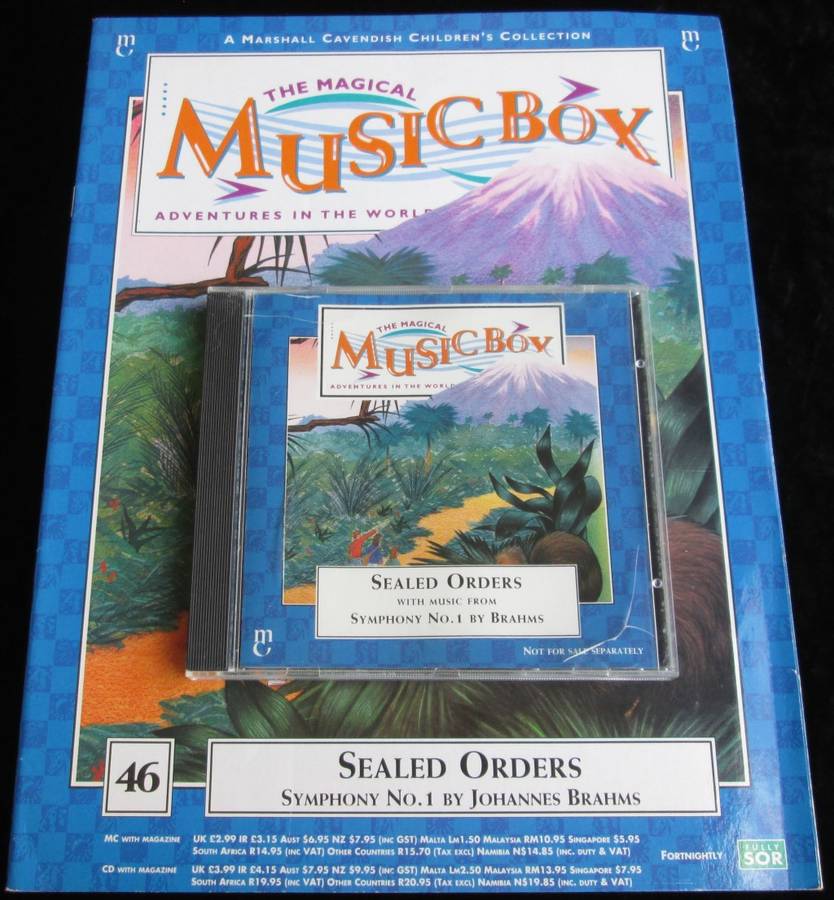 mc A Marshall Cavendish Children's Collection mc
THE MAGICAL
MUSIC BOX
ADVENTURES IN THE WORLD
THE MAGICAL
MUSIC BOX
ADVENTURES IN THE WORLD
SEALED ORDERS
WITH MUSIC FROM
SYMPHONY NO.1 BY BRAHMS
mc
NOT FOR SALE SEPARATELY
46
SEALED ORDERS
SYMPHONY NO.1 BY JOHANNES BRAHMS
MC WITH MAGAZINE UK £2.99 IR £3.15 AUST $6.95 NZ $7.95 (INC GST) MALTA LM1.50 MALAYSIA RM10.95 SINGAPORE $5.95
SOUTH AFRICA R14.95 (INC VAT) OTHER COUNTRIES R15.70 (TAX EXCL) NAMIBIA N$14.85 (INC. DUTY & VAT)
CD WITH MAGAZINE UK £3.99 IR £4.15 AUST $7.95 NZ $9.95 (INC GST) MALTA LM2.50 MALAYSIA RM13.95 SINGAPORE $7.95
SOUTH AFRICA R19.95 (INC VAT) OTHER COUNTRIES R20.95 (TAX EXCL) NAMIBIA N$19.85 (INC. DUTY & VAT)
FORTNIGHTLY
FULLY
SOR